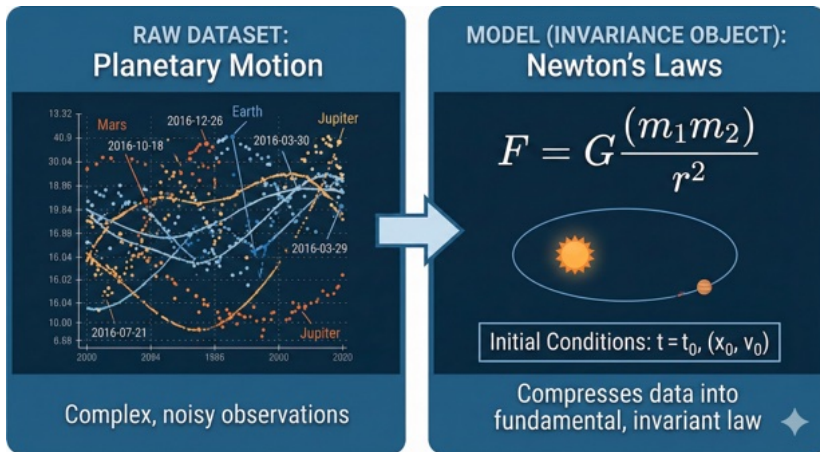 RAW DATASET:
Planetary Motion
13.32
40.9
30.04
18.96
19.84
16.89
16.04
16.02
16.04
10.00
6.68
Mars
2016-12-26
Earth
Jupiter
2016-10-18
2016-03-30
2016-03-29
2016-07-21
Jupiter
2000
2094
1986
2000
2020
Complex, noisy observations
MODEL (INVARIANCE OBJECT):
Newton's Laws
F = G (m₁m₂) / r²
Initial Conditions: t = t₀, (x₀, v₀)
Compresses data into
fundamental, invariant law